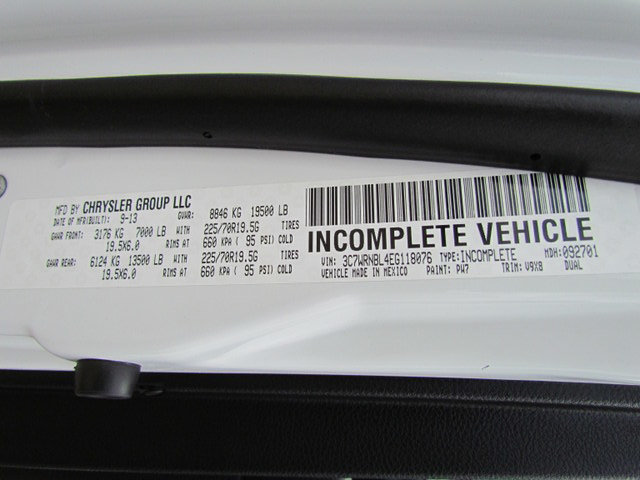 MFD BY CHRYSLER GROUP LLC
DATE OF MFR(BUILT): 9-13 GVWR: 8846 KG 19500 LB
GAWR FRONT: 3176 KG 7000 LB WITH 225/70R19.5G TIRES
19.5X6.0 RIMS AT 660 KPA ( 95 PSI) COLD
GAWR REAR: 6124 KG 13500 LB WITH 225/70R19.5G TIRES
19.5X6.0 RIMS AT 660 KPA ( 95 PSI) COLD
INCOMPLETE VEHICLE
VIN: 3C7WRNBL4EG118076 TYPE: INCOMPLETE MDH: 092701
VEHICLE MADE IN MEXICO PAINT: PW7 TRIM: V9X8 DUAL